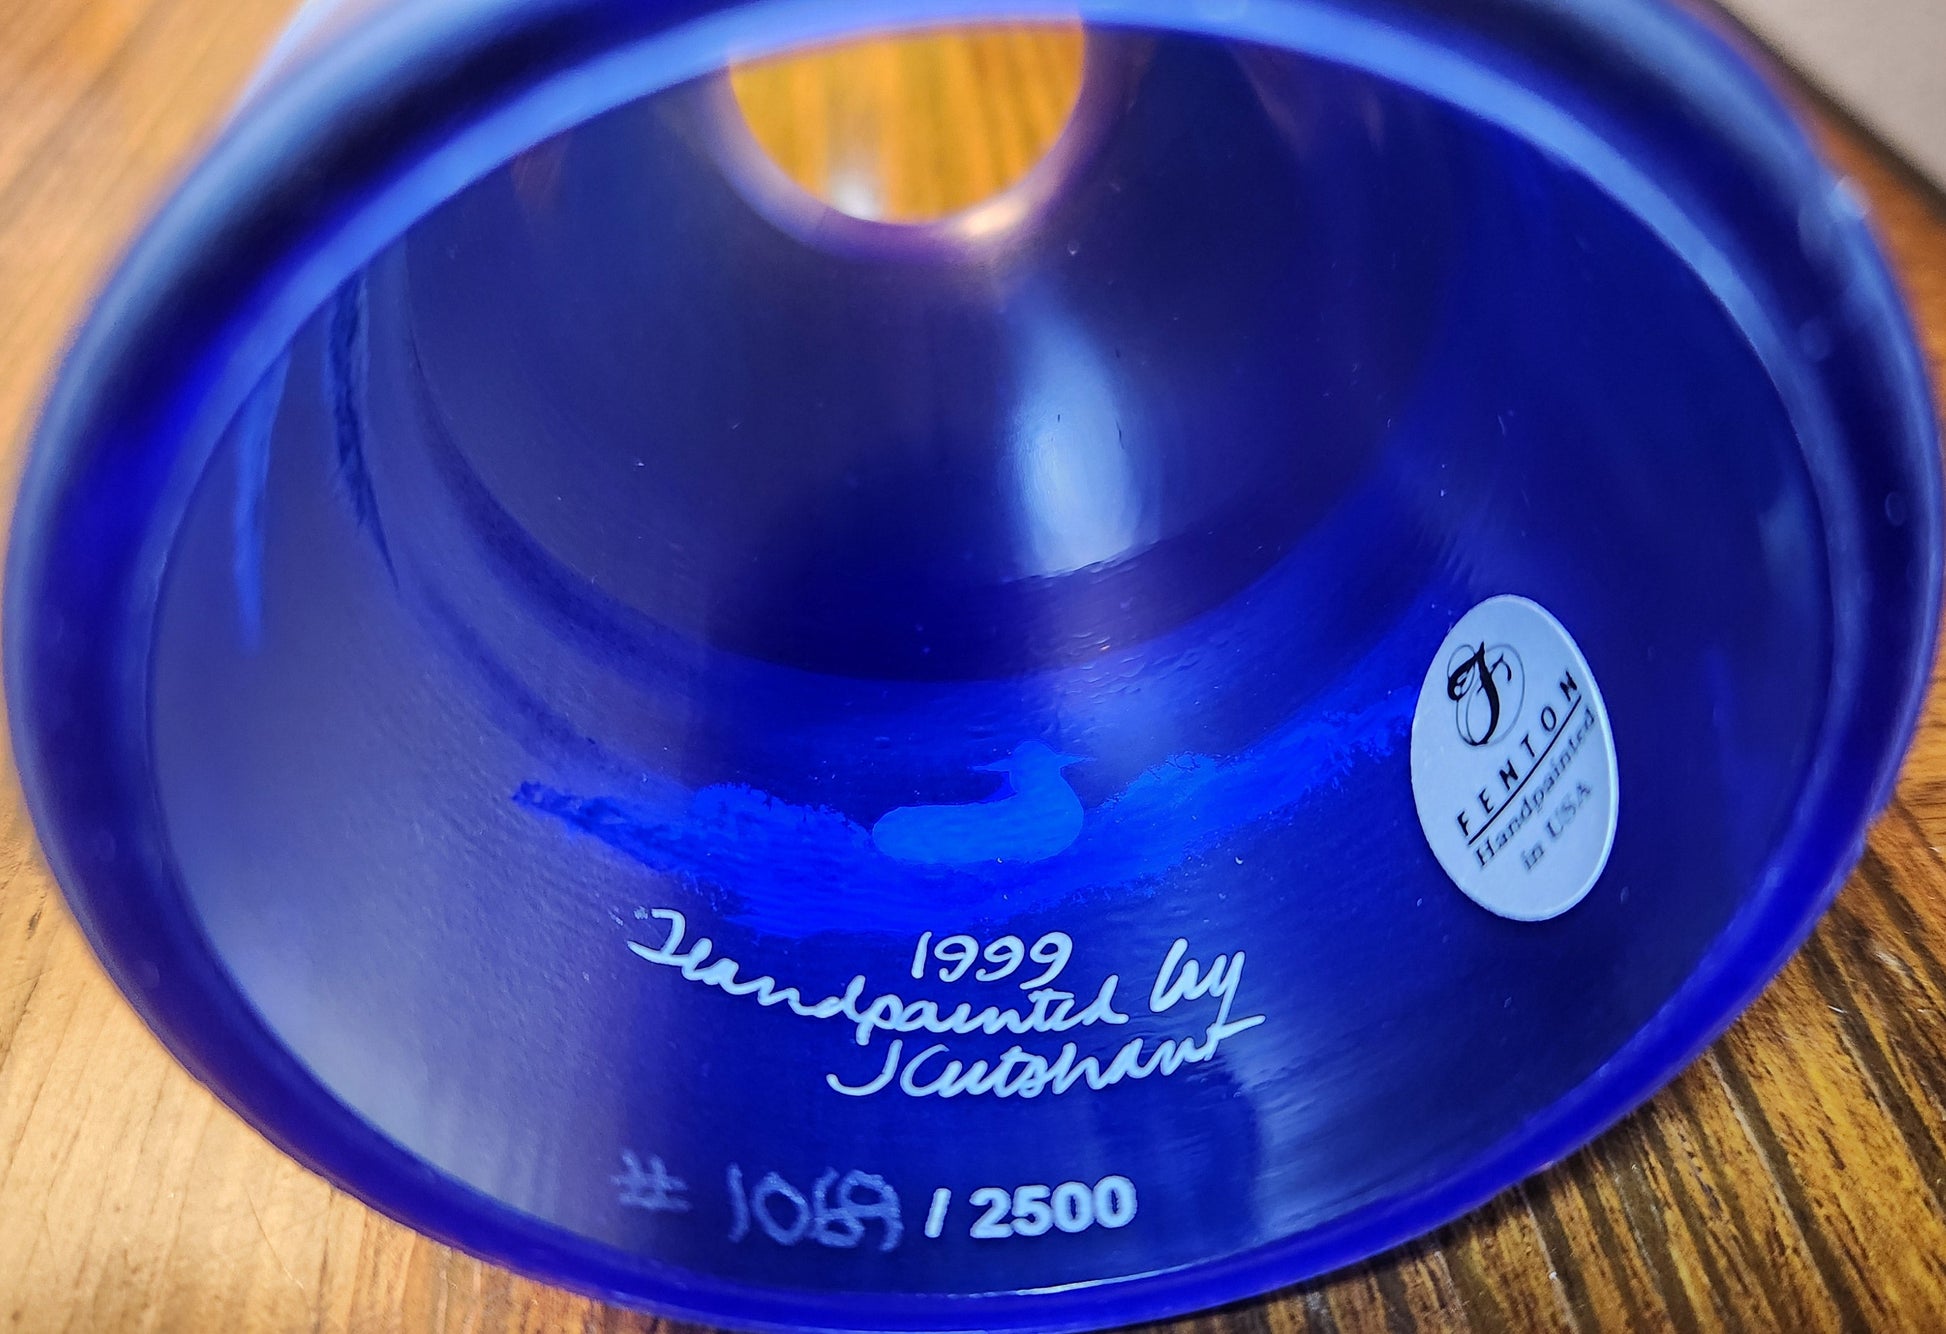 F
FENTON
Handpainted
in USA
1999
Handpainted by
J Cutshaw
# 1069 / 2500